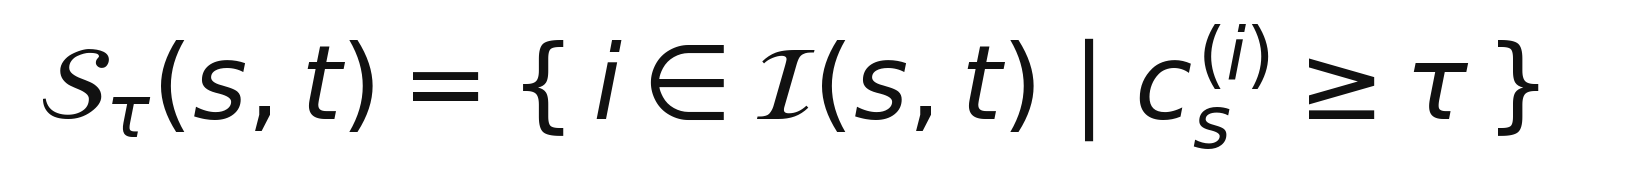 𝒮_τ(s, t) = { i ∈ ℐ(s, t) | c_s^{(i)} ≥ τ }